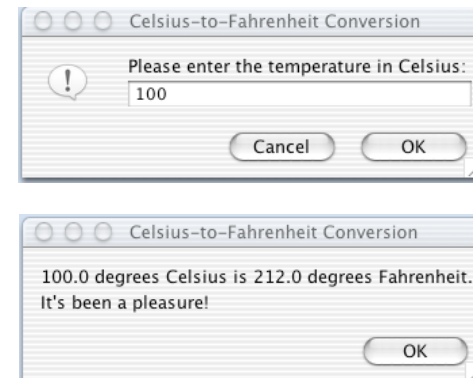 Celsius-to-Fahrenheit Conversion
Please enter the temperature in Celsius:
100
Cancel OK
Celsius-to-Fahrenheit Conversion
100.0 degrees Celsius is 212.0 degrees Fahrenheit.
It's been a pleasure!
OK